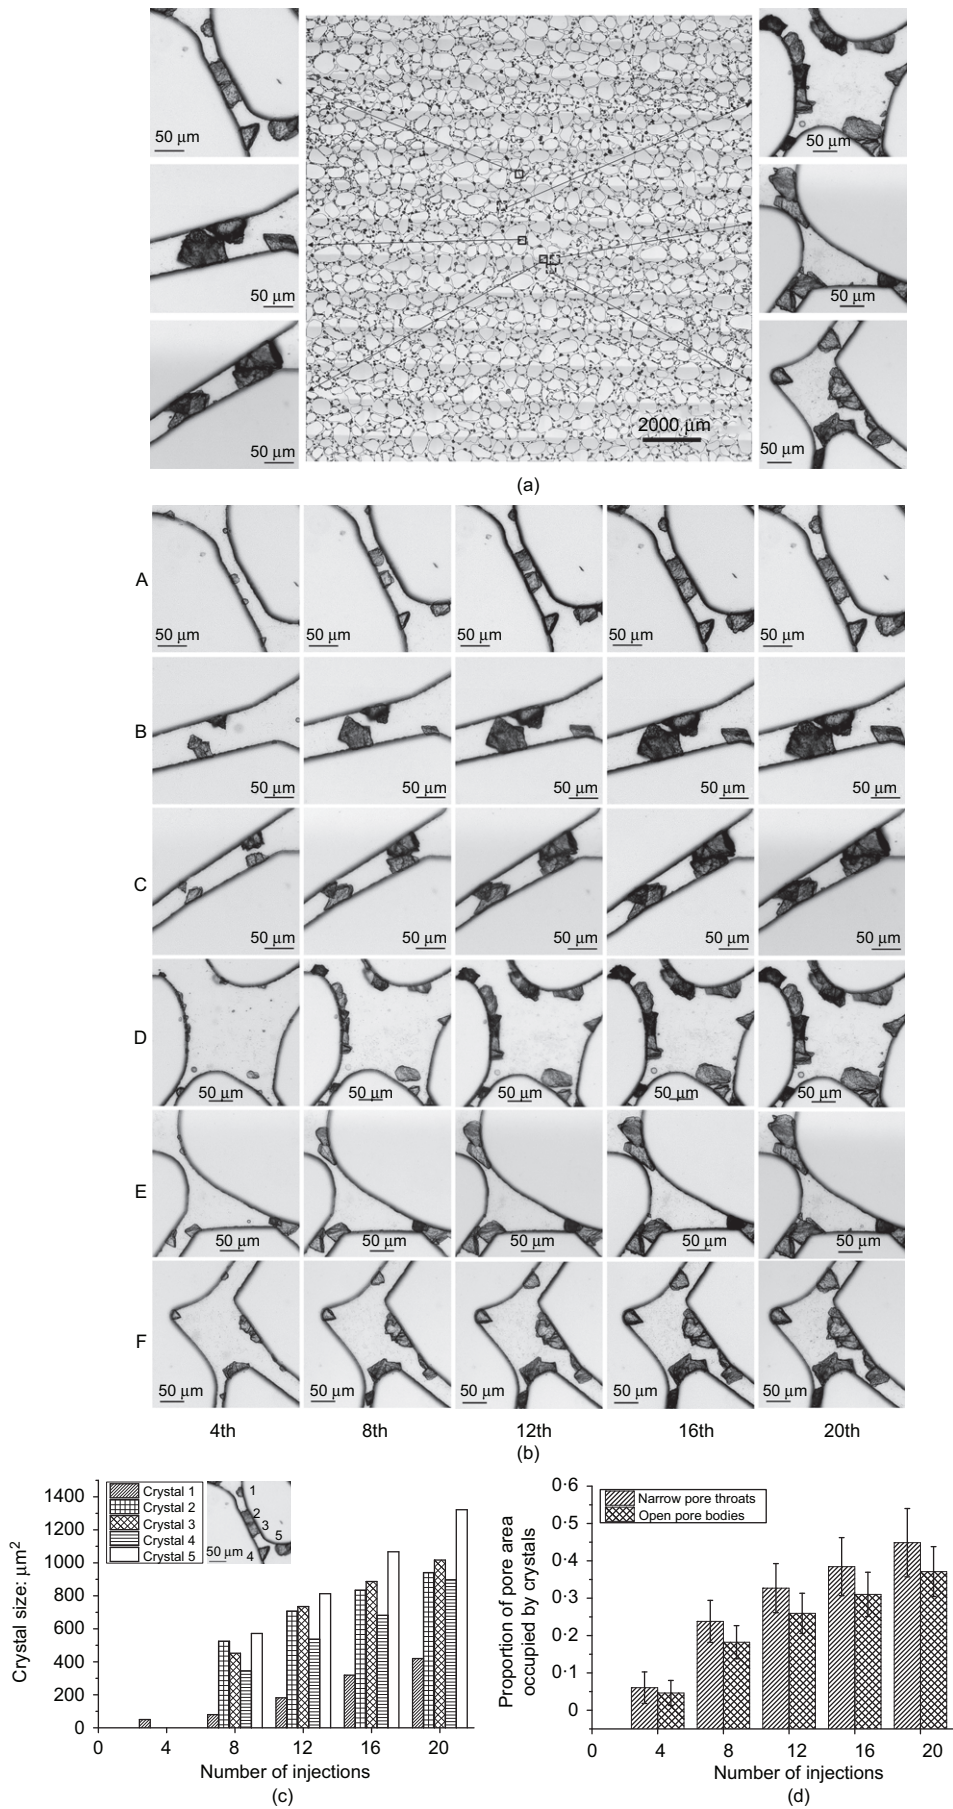 50 μm
50 μm
50 μm
50 μm
50 μm
50 μm
2000 μm
(a)
A
50 μm 50 μm 50 μm 50 μm 50 μm
B
50 μm 50 μm 50 μm 50 μm 50 μm
C
50 μm 50 μm 50 μm 50 μm 50 μm
D
50 μm 50 μm 50 μm 50 μm 50 μm
E
50 μm 50 μm 50 μm 50 μm 50 μm
F
50 μm 50 μm 50 μm 50 μm 50 μm
4th 8th 12th 16th 20th
(b)
Crystal size: μm²
1400
1200
1000
800
600
400
200
0
Crystal 1
Crystal 2
Crystal 3
Crystal 4
Crystal 5
1
2
3
5
4
50 μm
0 4 8 12 16 20
Number of injections
(c)
Proportion of pore area
occupied by crystals
0·6
0·5
0·4
0·3
0·2
0·1
0
Narrow pore throats
Open pore bodies
0 4 8 12 16 20
Number of injections
(d)